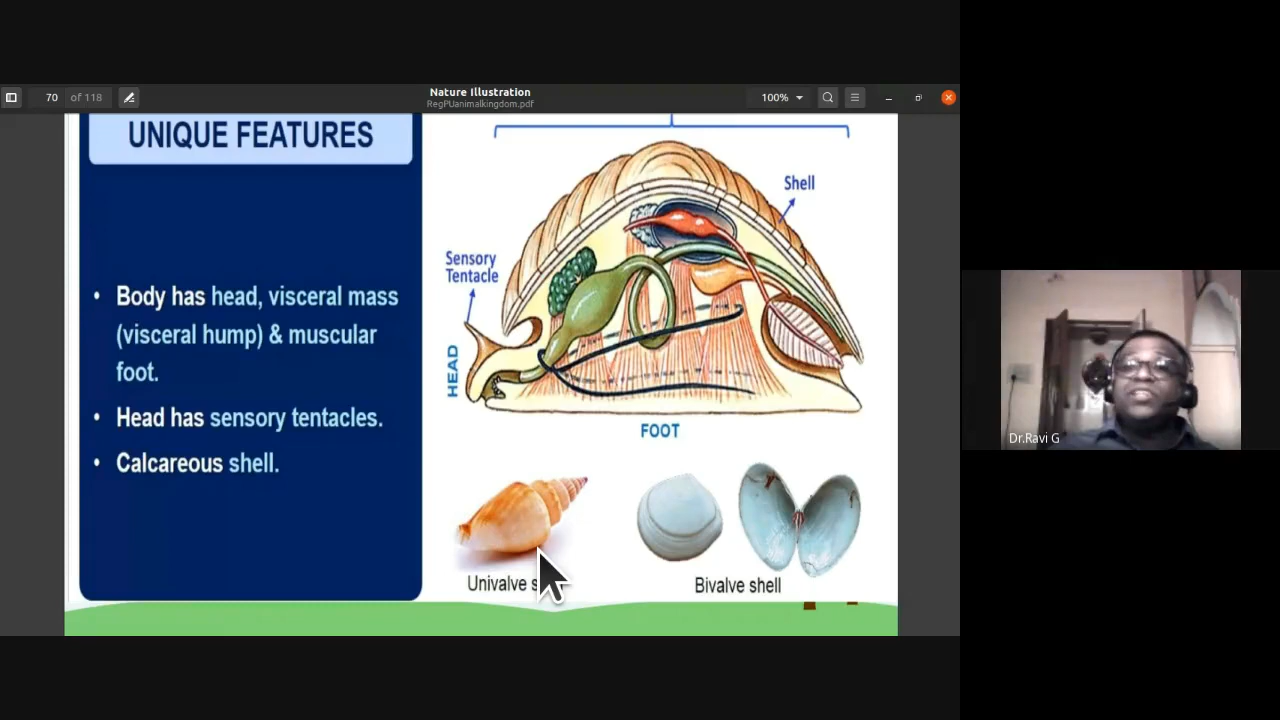 70 of 118
Nature Illustration
RegPUanimalkingdom.pdf
100%
UNIQUE FEATURES
• Body has head, visceral mass
(visceral hump) & muscular
foot.
• Head has sensory tentacles.
• Calcareous shell.
Shell
Sensory
Tentacle
HEAD
FOOT
Univalve s
Bivalve shell
Dr.Ravi G